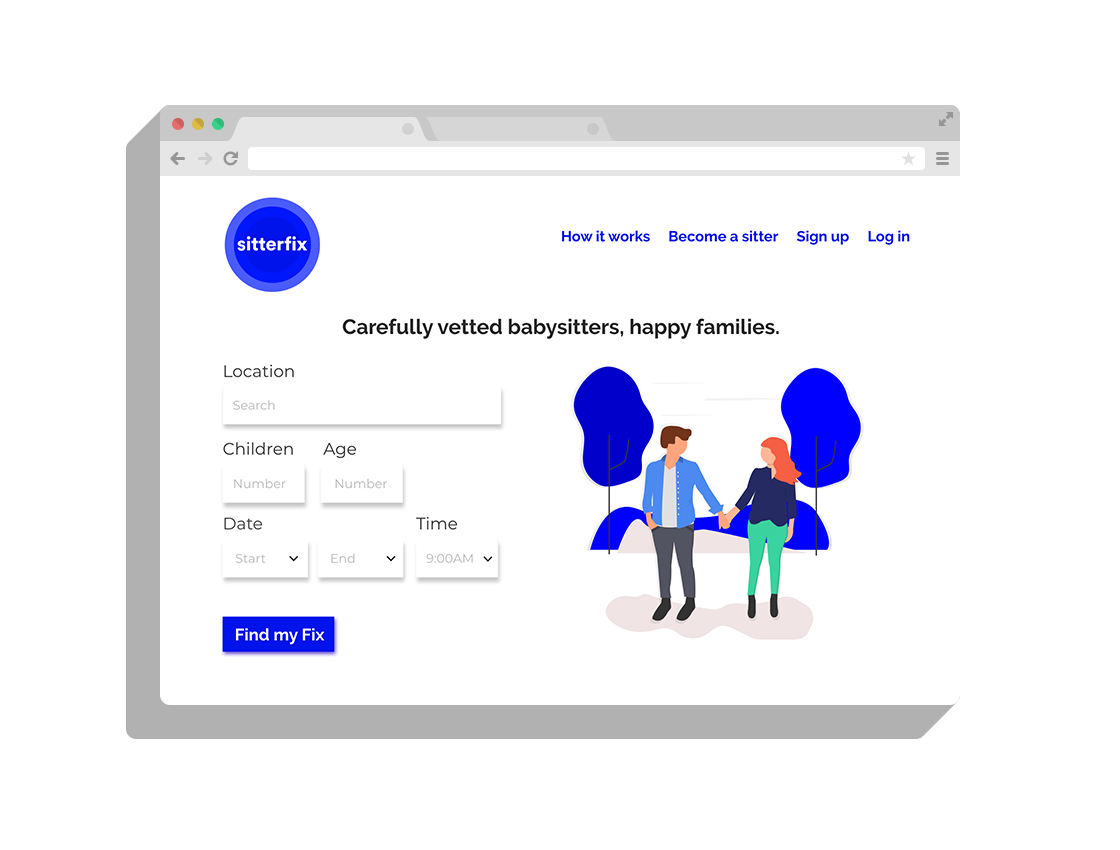 sitterfix
How it works Become a sitter Sign up Log in
Carefully vetted babysitters, happy families.
Location
Search
Children Age
Number Number
Date Time
Start End 9:00AM
Find my Fix